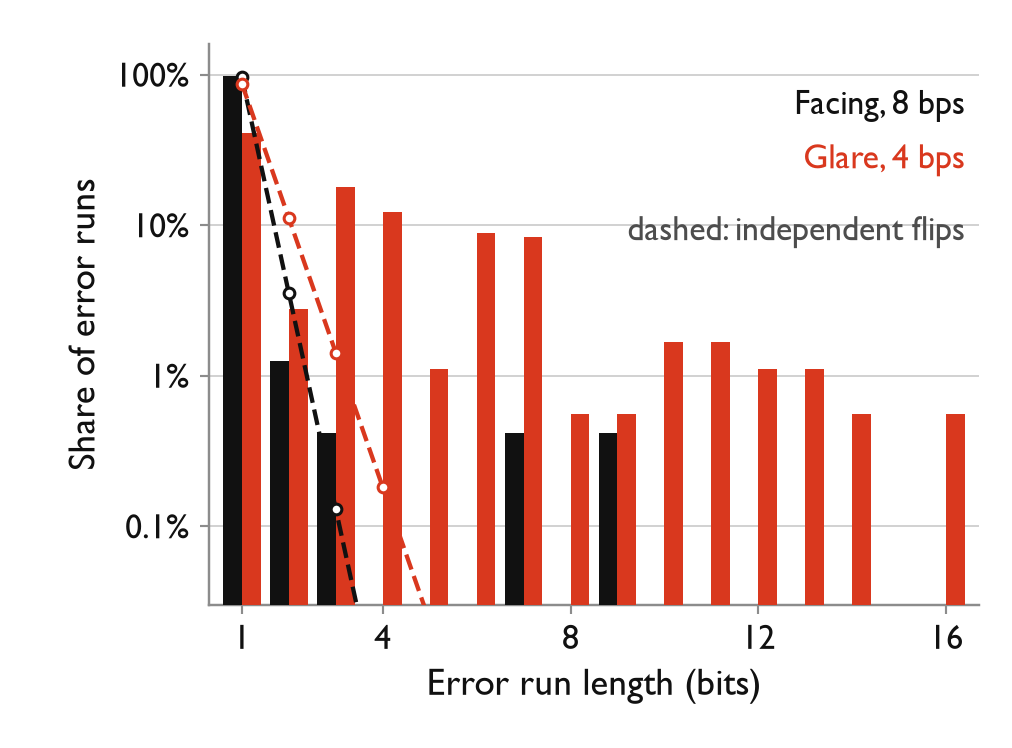 100%
10%
1%
0.1%
Share of error runs
Facing, 8 bps
Glare, 4 bps
dashed: independent flips
1 4 8 12 16
Error run length (bits)